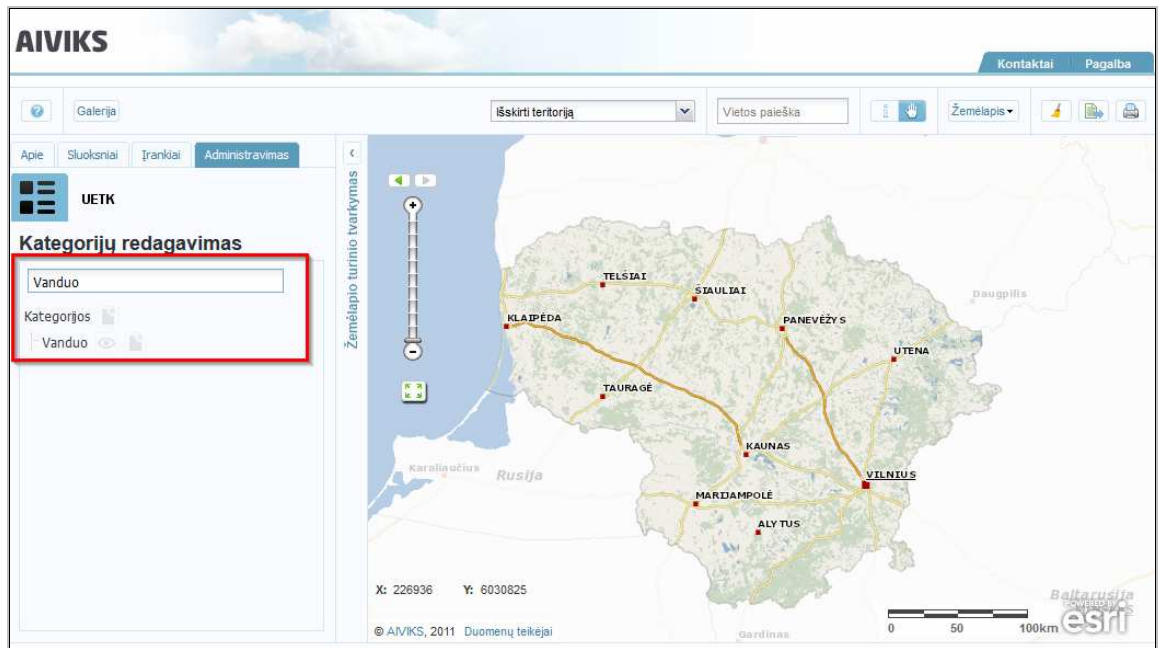 AIVIKS
Kontaktai Pagalba
Galerija
Išskirti teritoriją
Vietos paieška
Žemėlapis
Apie Sluoksniai Įrankiai Administravimas
UETK
Kategorijų redagavimas
Vanduo
Kategorijos
Vanduo
Žemėlapio turinio tvarkymas
TELŠIAI
ŠIAULIAI
Daugpilis
KLAIPĖDA
PANEVĖŽYS
UTENA
TAURAGĖ
KAUNAS
Karaliaučius
Rusija
VILNIUS
MARIJAMPOLĖ
ALYTUS
X: 226936 Y: 6030825
Baltarusija
POWERED BY
esri
0 50 100km
© AIVIKS, 2011 Duomenų teikėjai
Gardinas